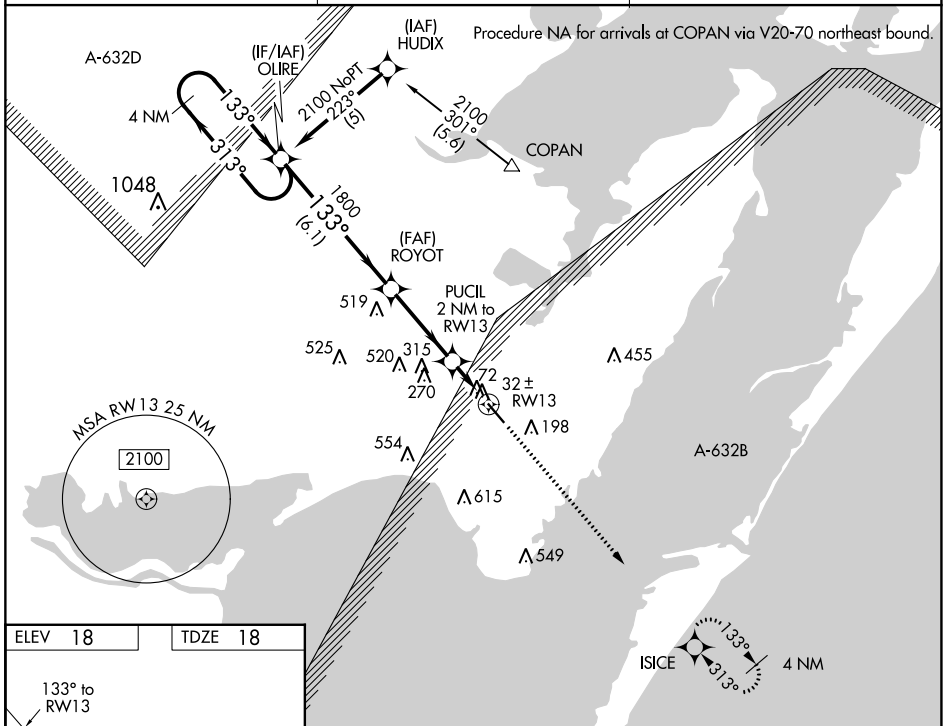 Procedure NA for arrivals at COPAN via V20-70 northeast bound.
A-632D
(IAF)
HUDIX
(IF/IAF)
OLIRE
2100 NoPT
223°
(5)
2100
301°
(5.6)
COPAN
4 NM
133°
313°
1048
1800
133°
(6.1)
(FAF)
ROYOT
519
PUCIL
2 NM to
RW13
525
520
315
270
72
32 ±
RW13
455
198
554
A-632B
615
549
MSA RW13 25 NM
2100
ISICE
133°
313°
4 NM
ELEV 18
TDZE 18
133° to
RW13